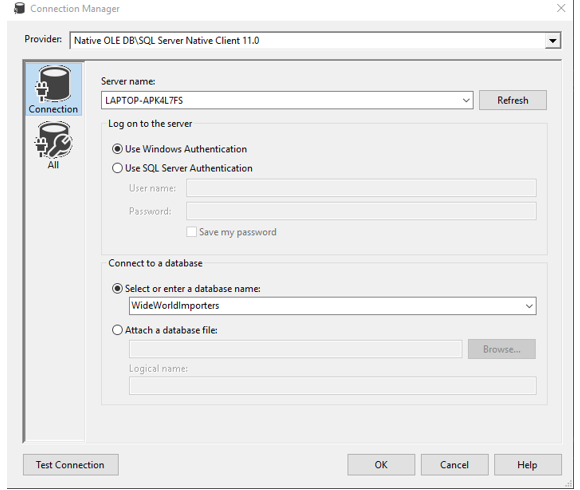 Connection Manager
Provider: Native OLE DB\SQL Server Native Client 11.0
Connection
All
Server name:
LAPTOP-APK4L7FS Refresh
Log on to the server
Use Windows Authentication
Use SQL Server Authentication
User name:
Password:
Save my password
Connect to a database
Select or enter a database name:
WideWorldImporters
Attach a database file:
Browse...
Logical name:
Test Connection OK Cancel Help